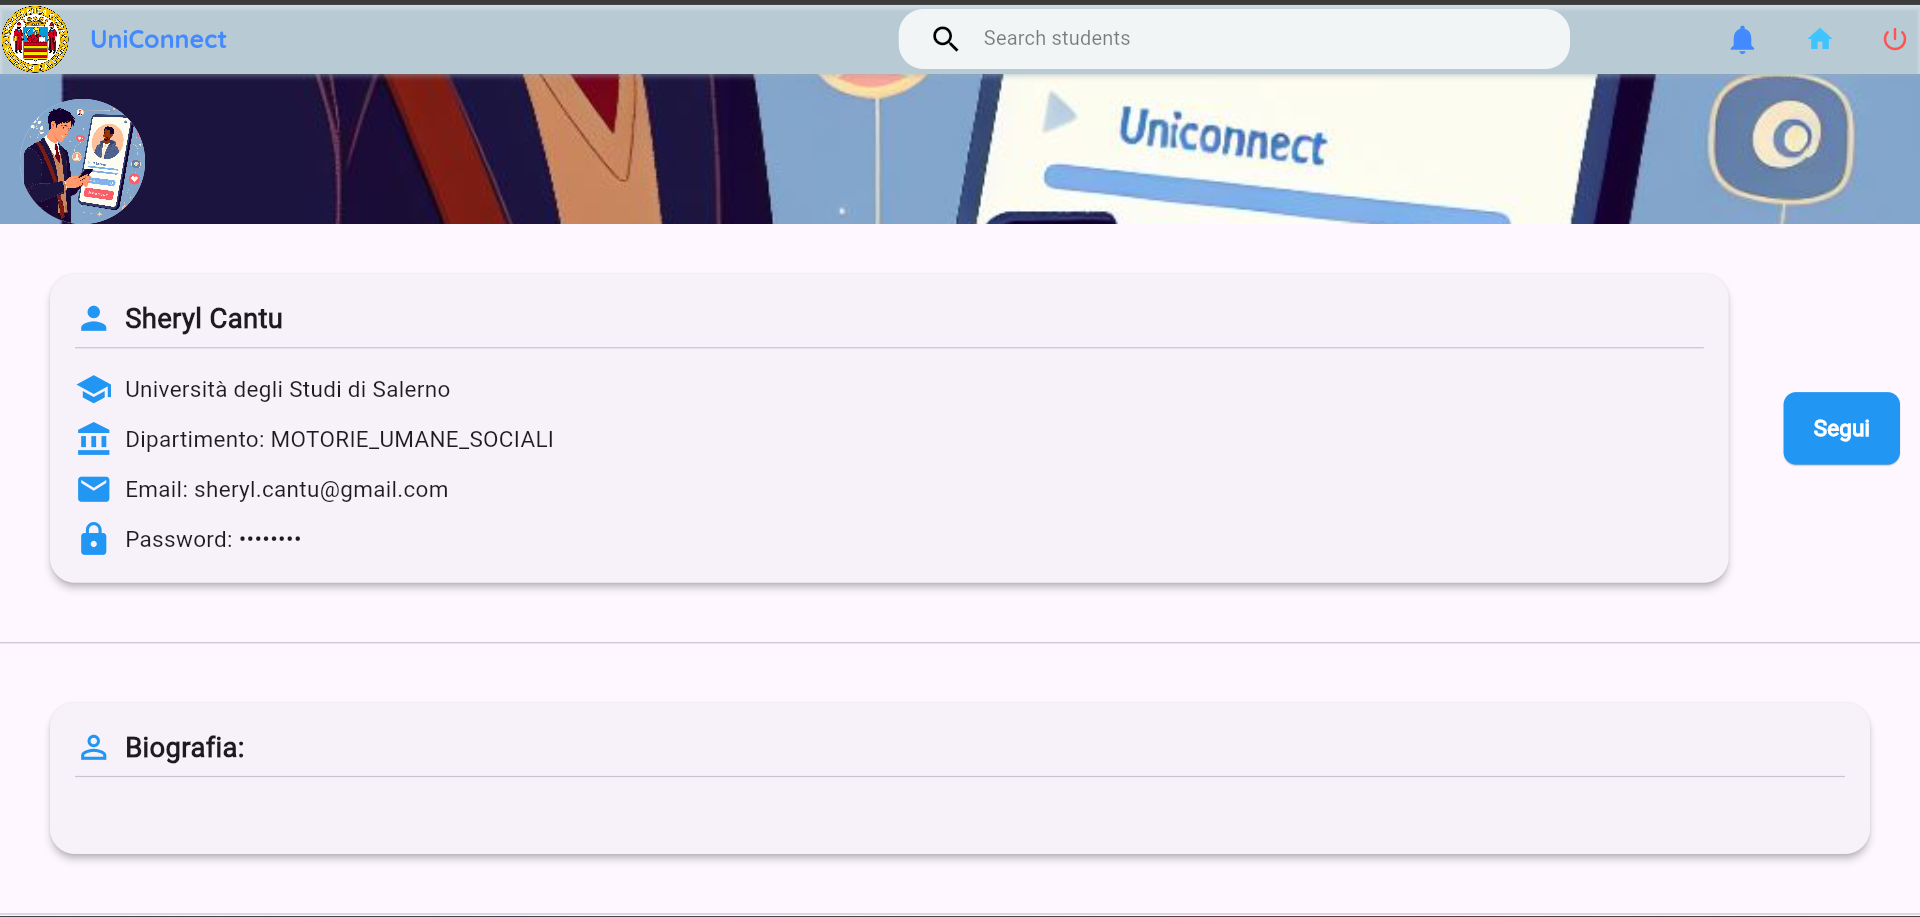 UniConnect
Search students
Uniconnect
Sheryl Cantu
Università degli Studi di Salerno
Dipartimento: MOTORIE_UMANE_SOCIALI
Email: sheryl.cantu@gmail.com
Password: ••••••••
Segui
Biografia: